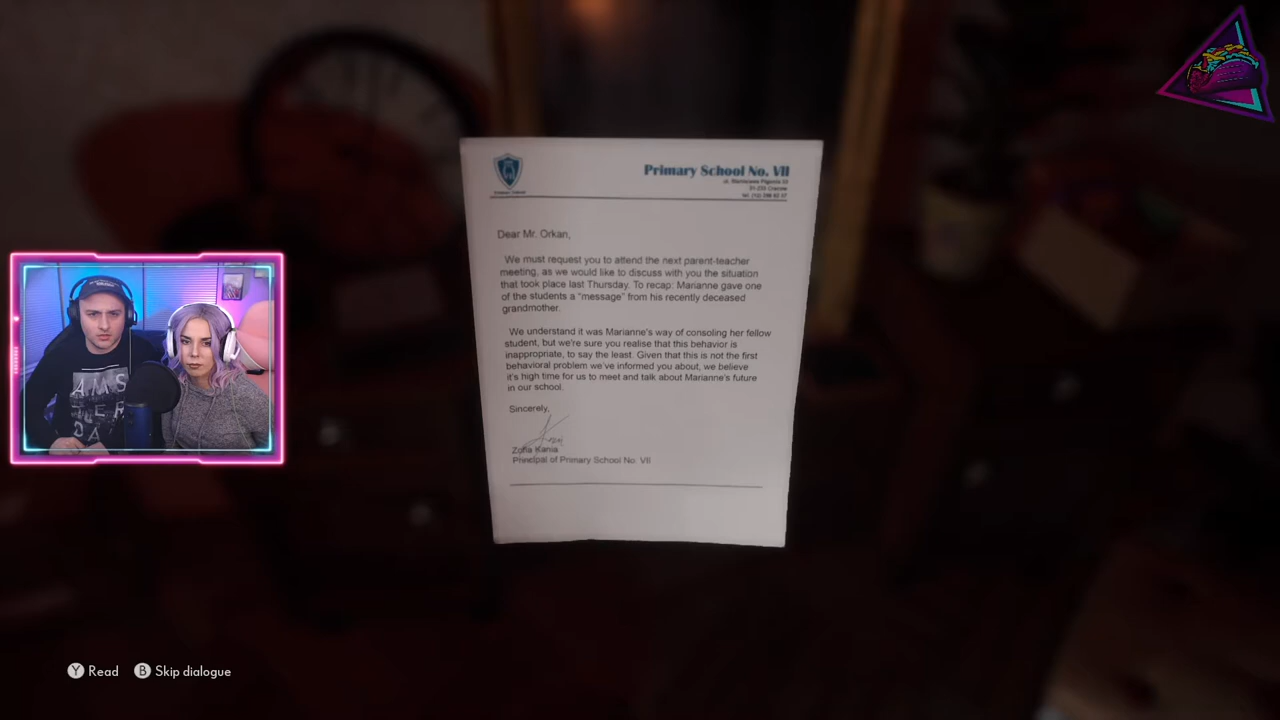 Primary School No. VII
Dear Mr. Orkan,
We must request you to attend the next parent-teacher
meeting, as we would like to discuss with you the situation
that took place last Thursday. To recap: Marianne gave one
of the students a "message" from his recently deceased
grandmother.
We understand it was Marianne's way of consoling her fellow
student, but we're sure you realise that this behavior is
inappropriate, to say the least. Given that this is not the first
behavioral problem we've informed you about, we believe
it's high time for us to meet and talk about Marianne's future
in our school.
Sincerely,
Zofia Kania
Principal of Primary School No. VII
AMS
TER
DA
Y Read B Skip dialogue